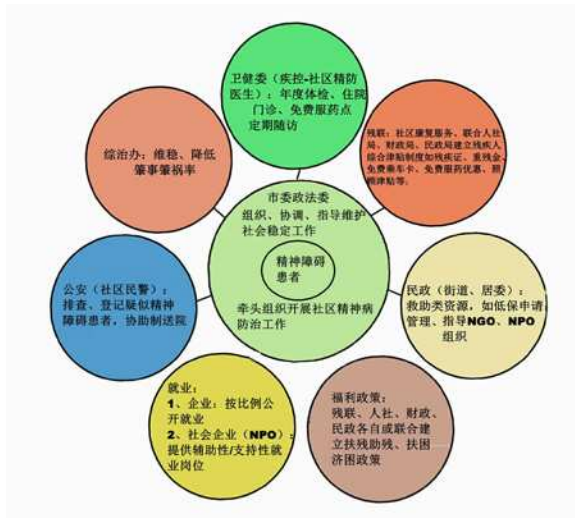 卫健委（疾控-社区精防
医生）：年度体检、住院
门诊、免费服药点
定期随访
残联：社区康复服务、联合人社
局、财政局、民政局建立残疾人
综合津贴制度如残疾证、重残金、
免费乘车卡、免费服药优惠、照
顾津贴等。
综治办：维稳、降低
肇事肇祸率
市委政法委
组织、协调、指导维护
社会稳定工作
精神障碍
患者
牵头组织开展社区精神病
防治工作
公安（社区民警）：
排查、登记疑似精神
障碍患者，协助制送院
民政（街道、居委）：
救助类资源，如低保申请
管理、指导NGO、NPO
组织
就业：
1、企业：按比例公
开就业
2、社会企业（NPO）：
提供辅助性/支持性就
业岗位
福利政策：
残联、人社、财政、
民政各自或联合建
立扶残助残、扶困
济困政策